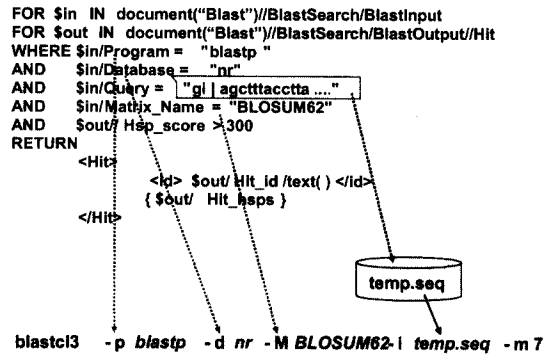 FOR $in IN document(“Blast”)//BlastSearch/BlastInput
FOR $out IN document(“Blast”)//BlastSearch/BlastOutput//Hit
WHERE $in/Program = "blastp "
AND $in/Database = "nr"
AND $in/Query = "gi | agctttacctta ...."
AND $in/Matrix_Name = "BLOSUM62"
AND $out// Hsp_score > 300
RETURN
<Hit>
<id> $out/ Hit_id /text( ) </id>
{ $out/ Hit_hsps }
</Hit>
temp.seq
blastcl3 - p blastp - d nr - M BLOSUM62 - i temp.seq - m 7